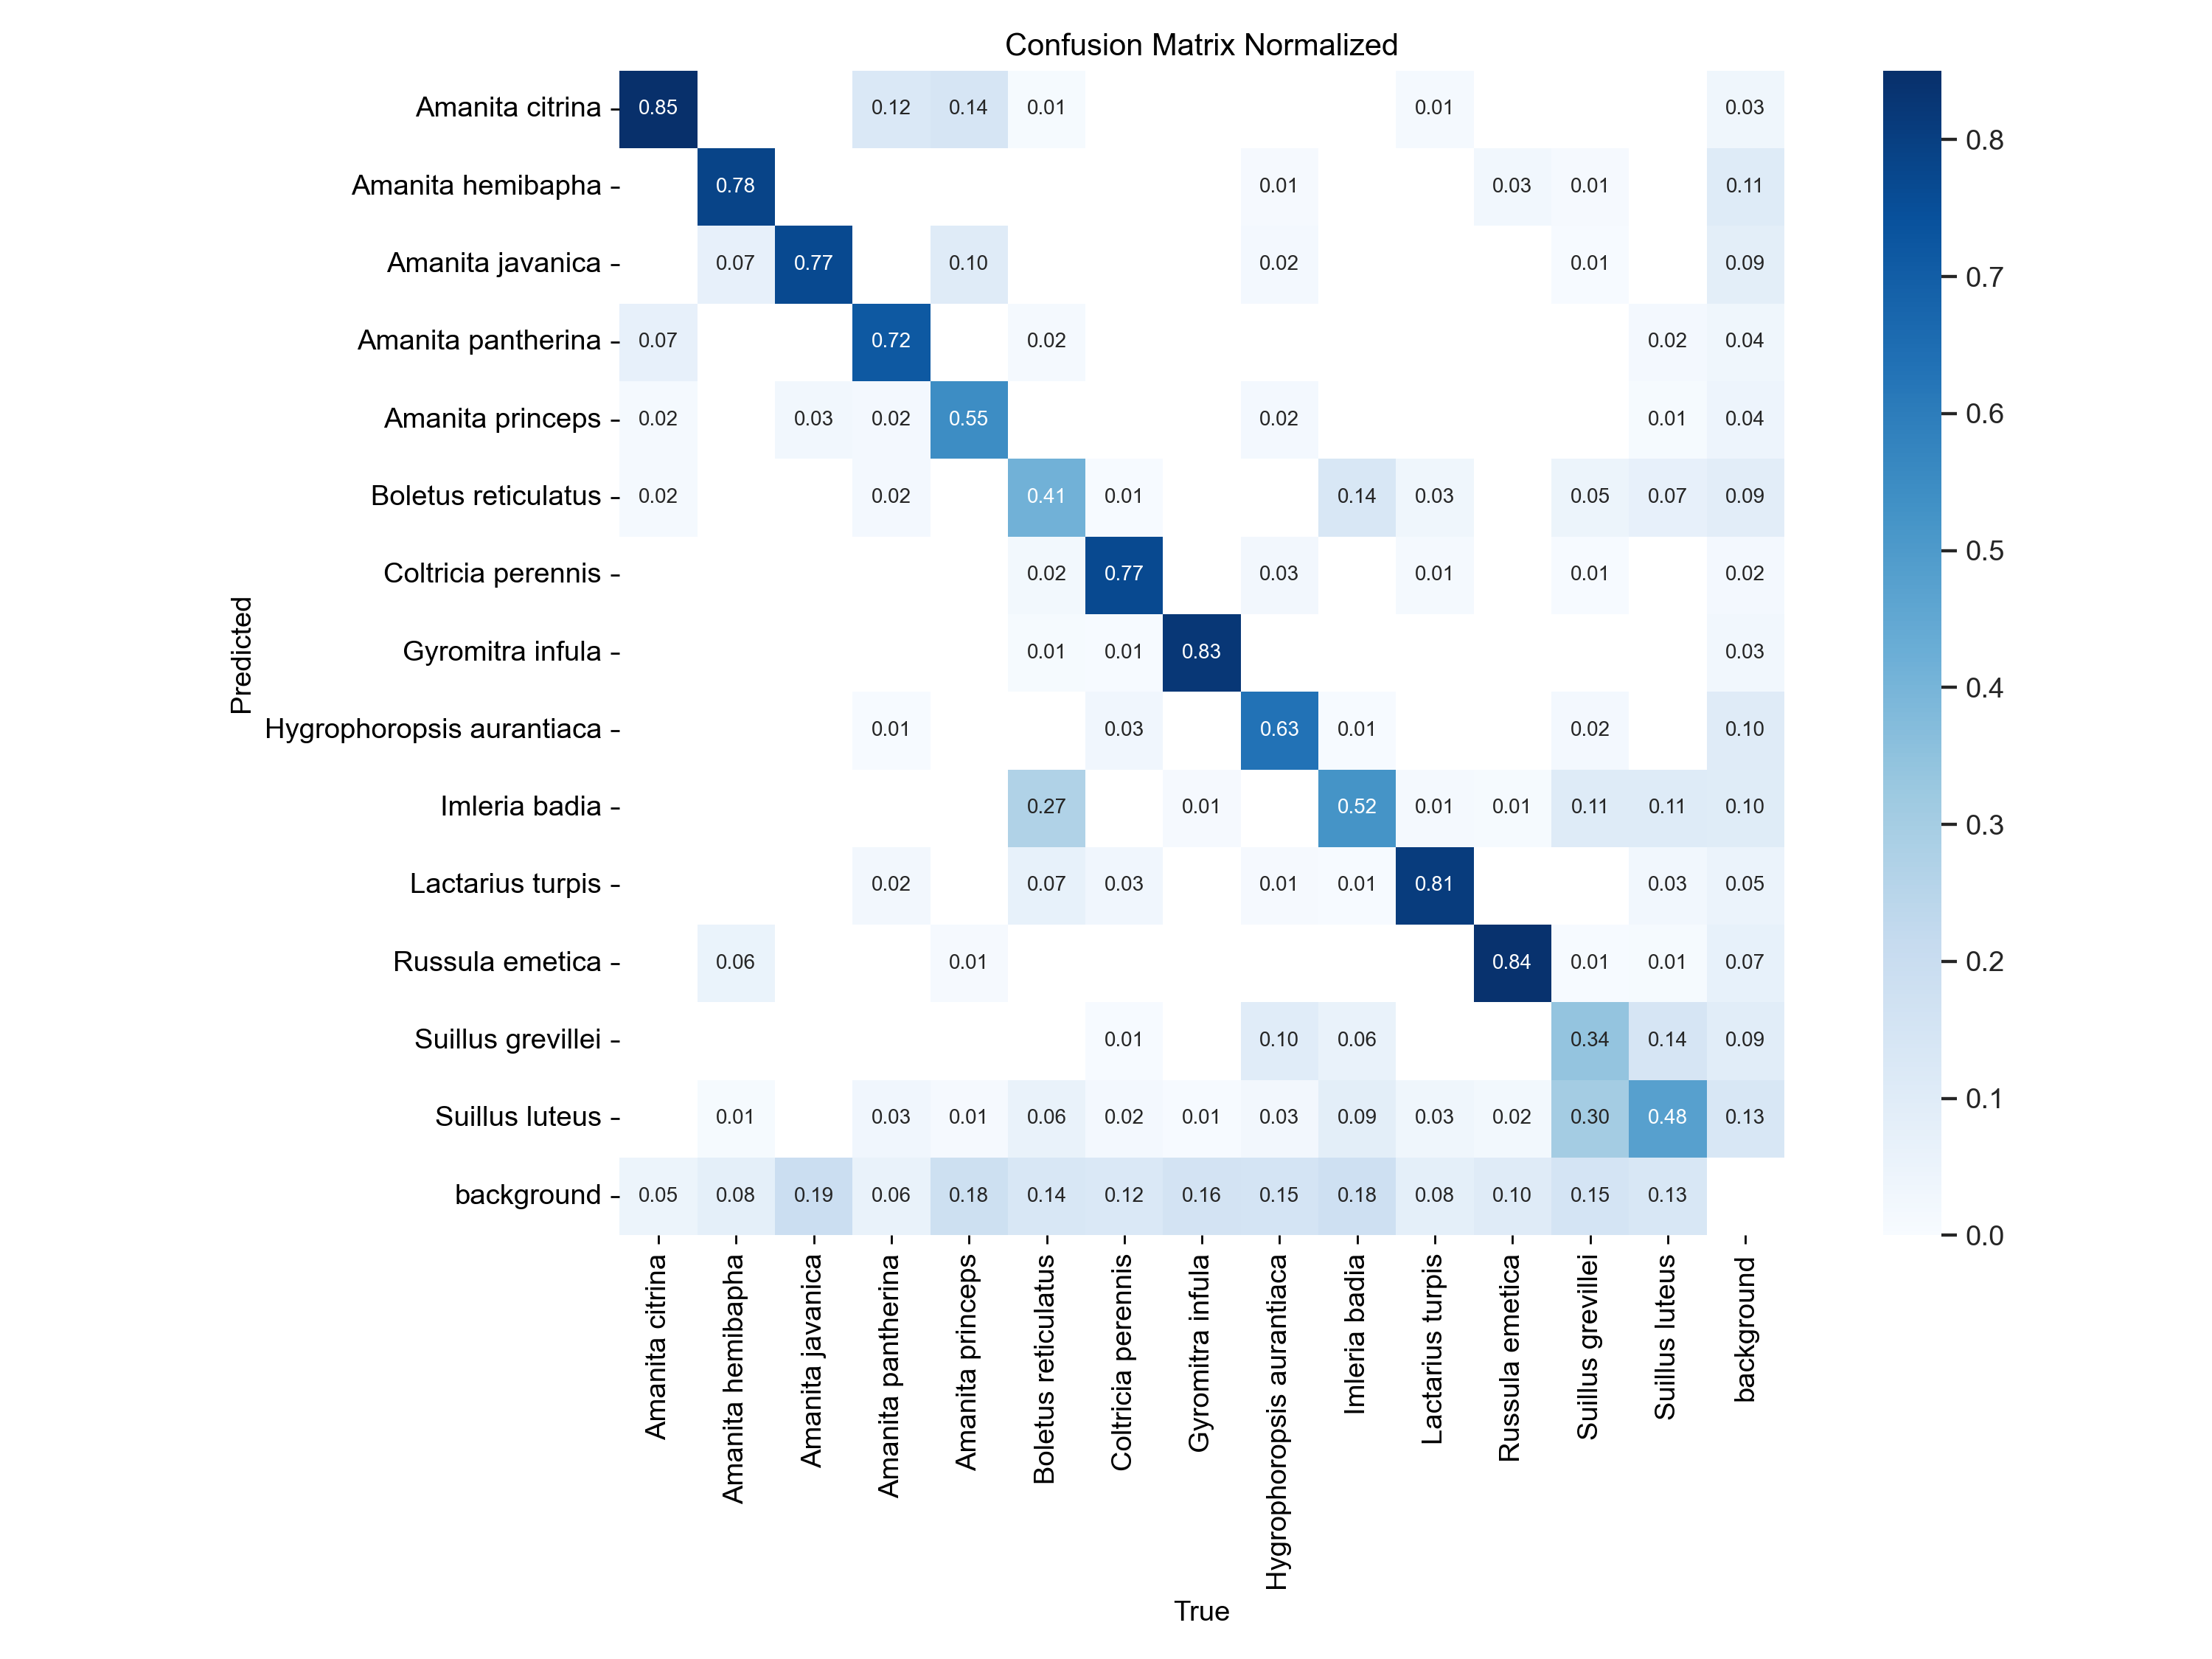 Confusion Matrix Normalized
Amanita citrina 0.85 0.12 0.14 0.01 0.01 0.03
Amanita hemibapha 0.78 0.01 0.03 0.01 0.11
Amanita javanica 0.07 0.77 0.10 0.02 0.01 0.09
Amanita pantherina 0.07 0.72 0.02 0.02 0.04
Amanita princeps 0.02 0.03 0.02 0.55 0.02 0.01 0.04
Boletus reticulatus 0.02 0.02 0.41 0.01 0.14 0.03 0.05 0.07 0.09
Coltricia perennis 0.02 0.77 0.03 0.01 0.01 0.02
Gyromitra infula 0.01 0.01 0.83 0.03
Hygrophoropsis aurantiaca 0.01 0.03 0.63 0.01 0.02 0.10
Imleria badia 0.27 0.01 0.52 0.01 0.01 0.11 0.11 0.10
Lactarius turpis 0.02 0.07 0.03 0.01 0.01 0.81 0.03 0.05
Russula emetica 0.06 0.01 0.84 0.01 0.01 0.07
Suillus grevillei 0.01 0.10 0.06 0.34 0.14 0.09
Suillus luteus 0.01 0.03 0.01 0.06 0.02 0.01 0.03 0.09 0.03 0.02 0.30 0.48 0.13
background 0.05 0.08 0.19 0.06 0.18 0.14 0.12 0.16 0.15 0.18 0.08 0.10 0.15 0.13
Predicted
Amanita citrina
Amanita hemibapha
Amanita javanica
Amanita pantherina
Amanita princeps
Boletus reticulatus
Coltricia perennis
Gyromitra infula
Hygrophoropsis aurantiaca
Imleria badia
Lactarius turpis
Russula emetica
Suillus grevillei
Suillus luteus
background
True
0.8
0.7
0.6
0.5
0.4
0.3
0.2
0.1
0.0